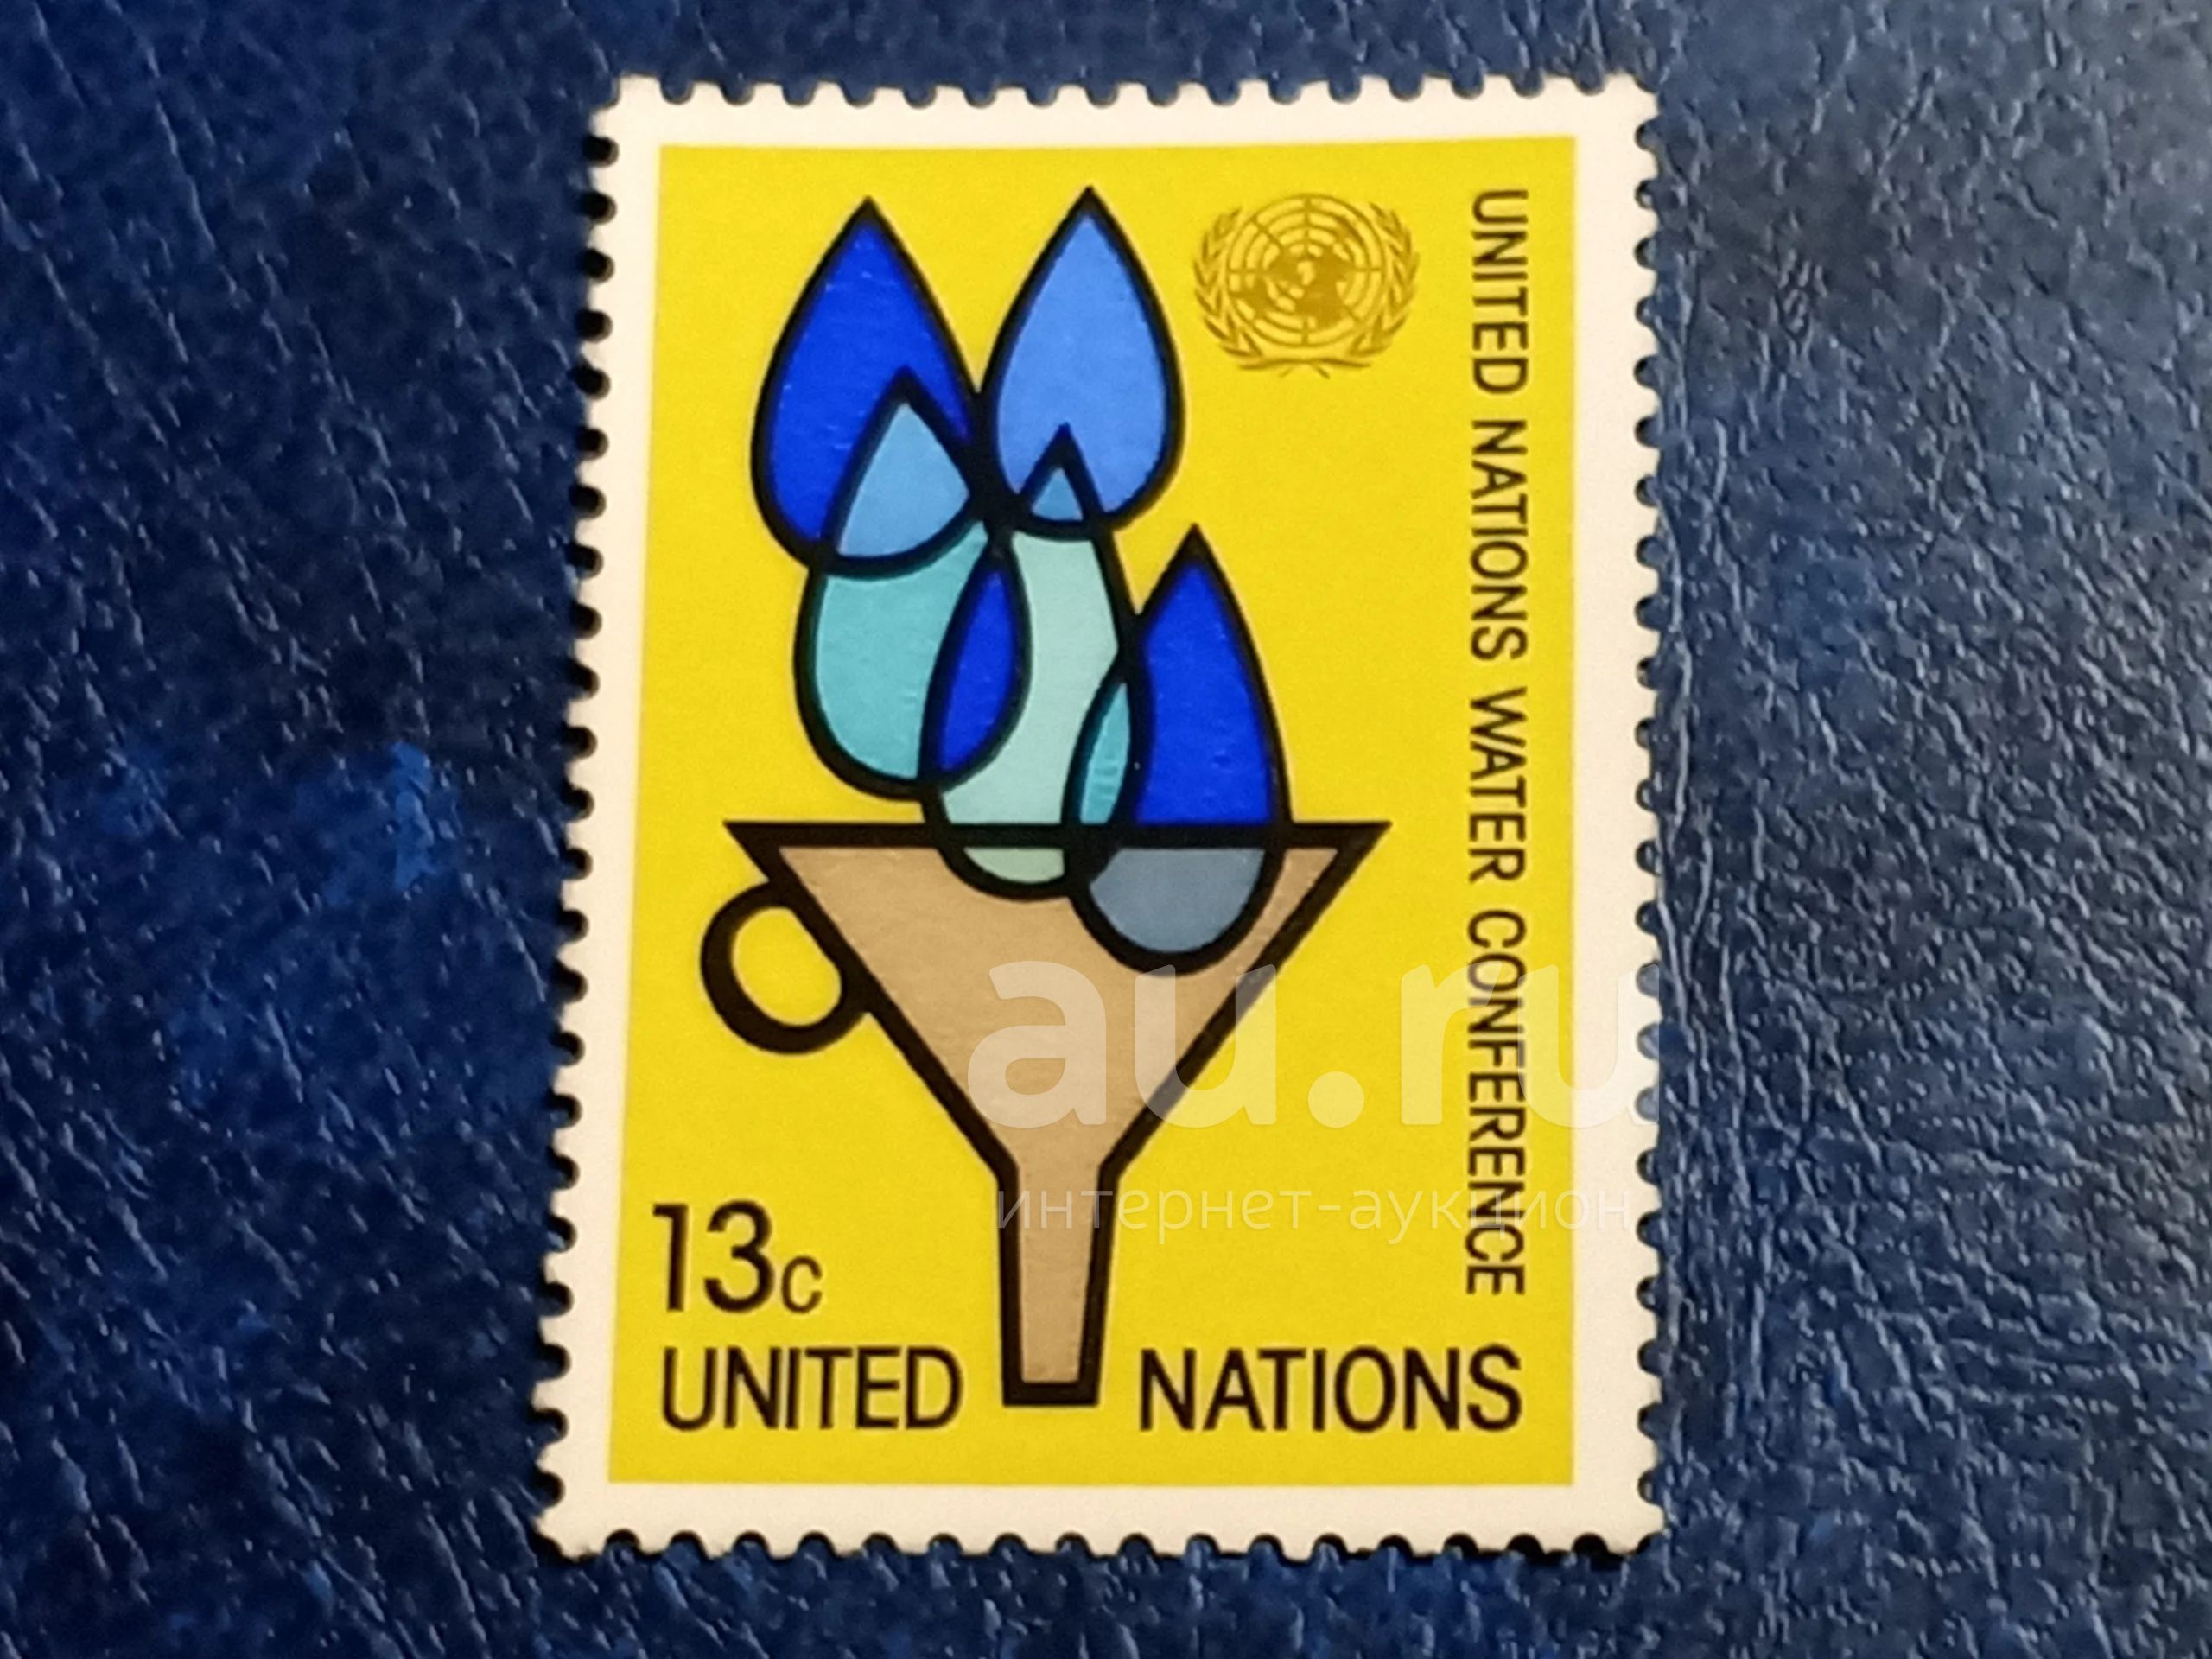 UNITED NATIONS WATER CONFERENCE
au.ru
интернет-аукцион
13c
UNITED NATIONS